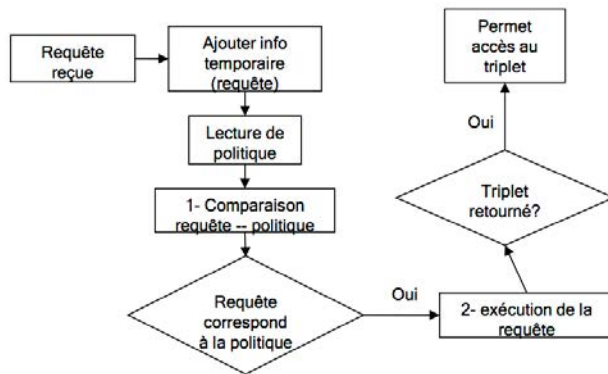 Requête
reçue
Ajouter info
temporaire
(requête)
Lecture de
politique
1- Comparaison
requête -- politique
Requête
correspond
à la politique
Oui
2- exécution de la
requête
Triplet
retourné?
Oui
Permet
accès au
triplet